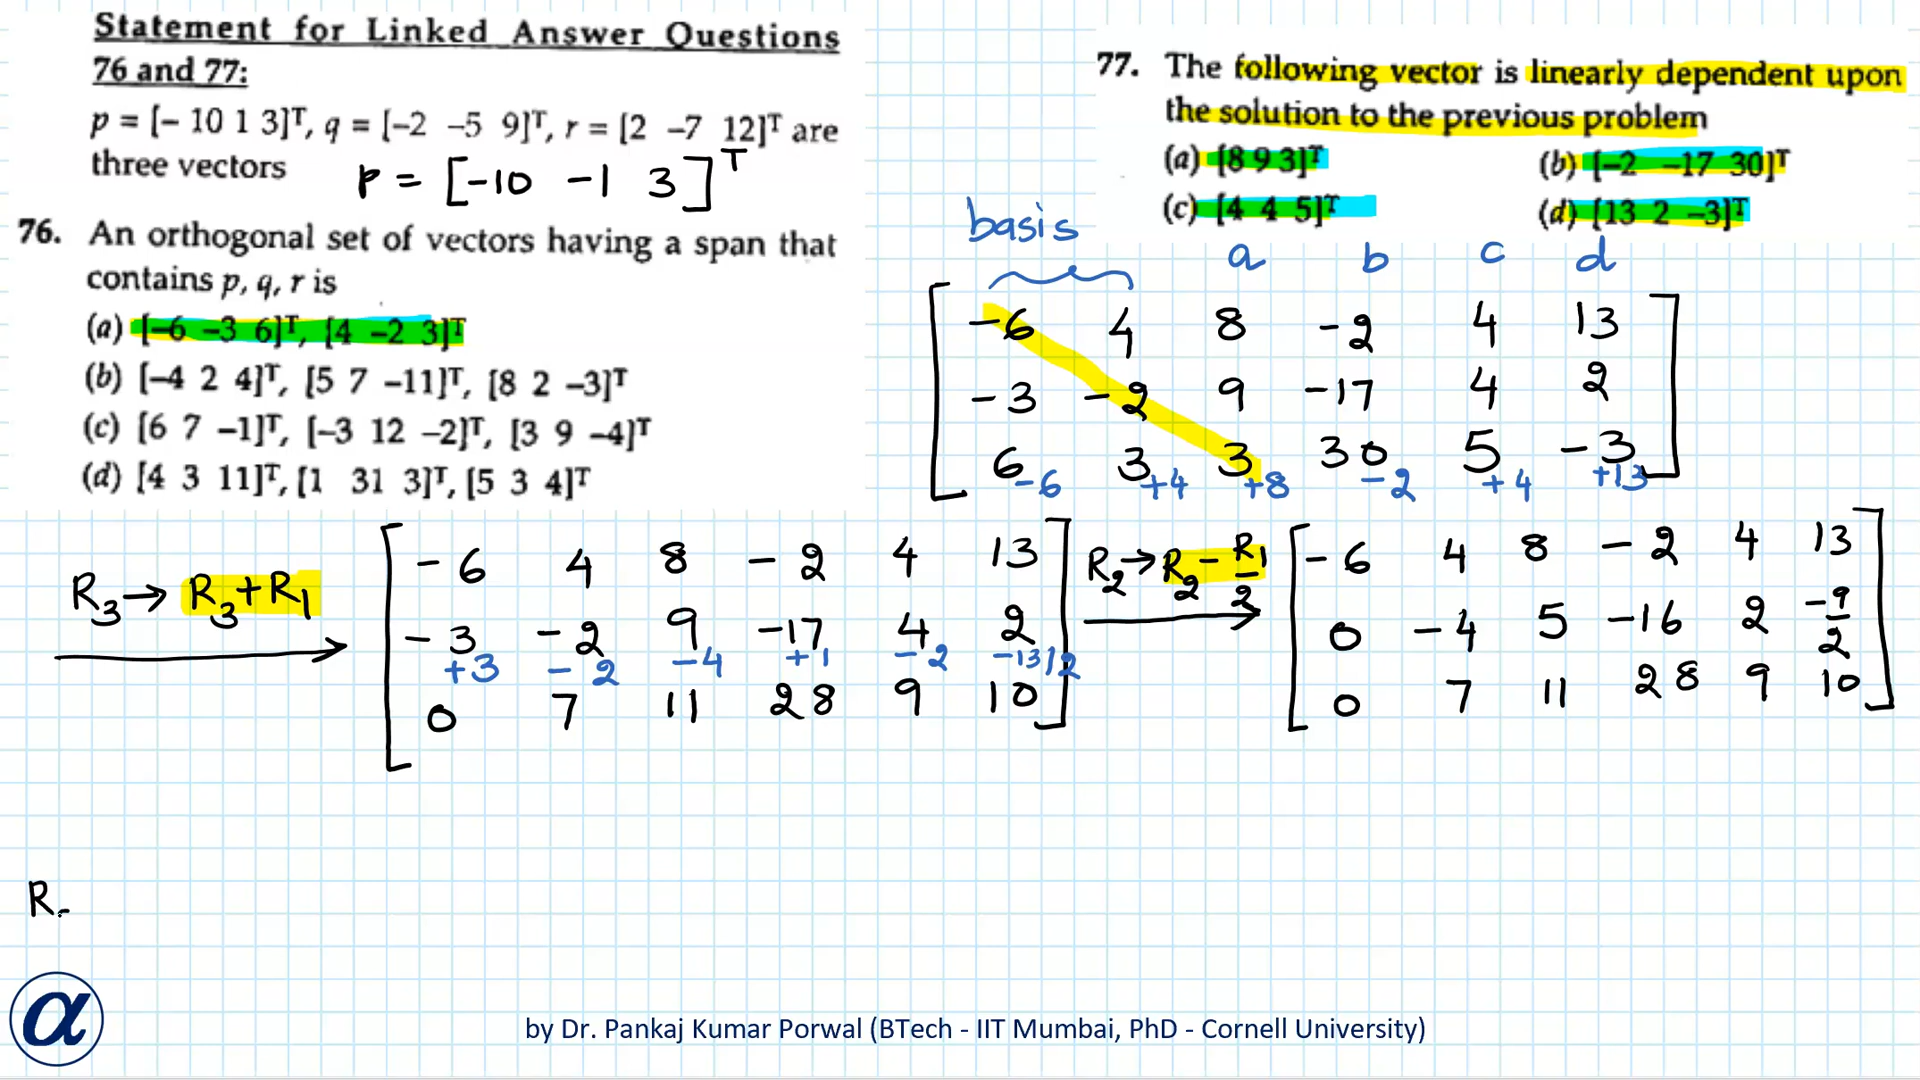 Statement for Linked Answer Questions
76 and 77:
p = [– 10 1 3]ᵀ, q = [–2 –5 9]ᵀ, r = [2 –7 12]ᵀ are
three vectors
p = [-10 -1 3]ᵀ
76. An orthogonal set of vectors having a span that
contains p, q, r is
(a) [–6 –3 6]ᵀ, [4 –2 3]ᵀ
(b) [–4 2 4]ᵀ, [5 7 –11]ᵀ, [8 2 –3]ᵀ
(c) [6 7 –1]ᵀ, [–3 12 –2]ᵀ, [3 9 –4]ᵀ
(d) [4 3 11]ᵀ, [1 31 3]ᵀ, [5 3 4]ᵀ
77. The following vector is linearly dependent upon
the solution to the previous problem
(a) [8 9 3]ᵀ (b) [–2 –17 30]ᵀ
(c) [4 4 5]ᵀ (d) [13 2 –3]ᵀ
basis a b c d
-6 4 8 -2 4 13
-3 -2 9 -17 4 2
6 3 3 30 5 -3
-6 +4 +8 -2 +4 +13
R₃→ R₃+R₁
-6 4 8 -2 4 13
-3 -2 9 -17 4 2
+3 -2 -4 +1 -2 -13/2
0 7 11 28 9 10
R₂→R₂-R₁/2
-6 4 8 -2 4 13
0 -4 5 -16 2 -9/2
0 7 11 28 9 10
R
α
by Dr. Pankaj Kumar Porwal (BTech - IIT Mumbai, PhD - Cornell University)